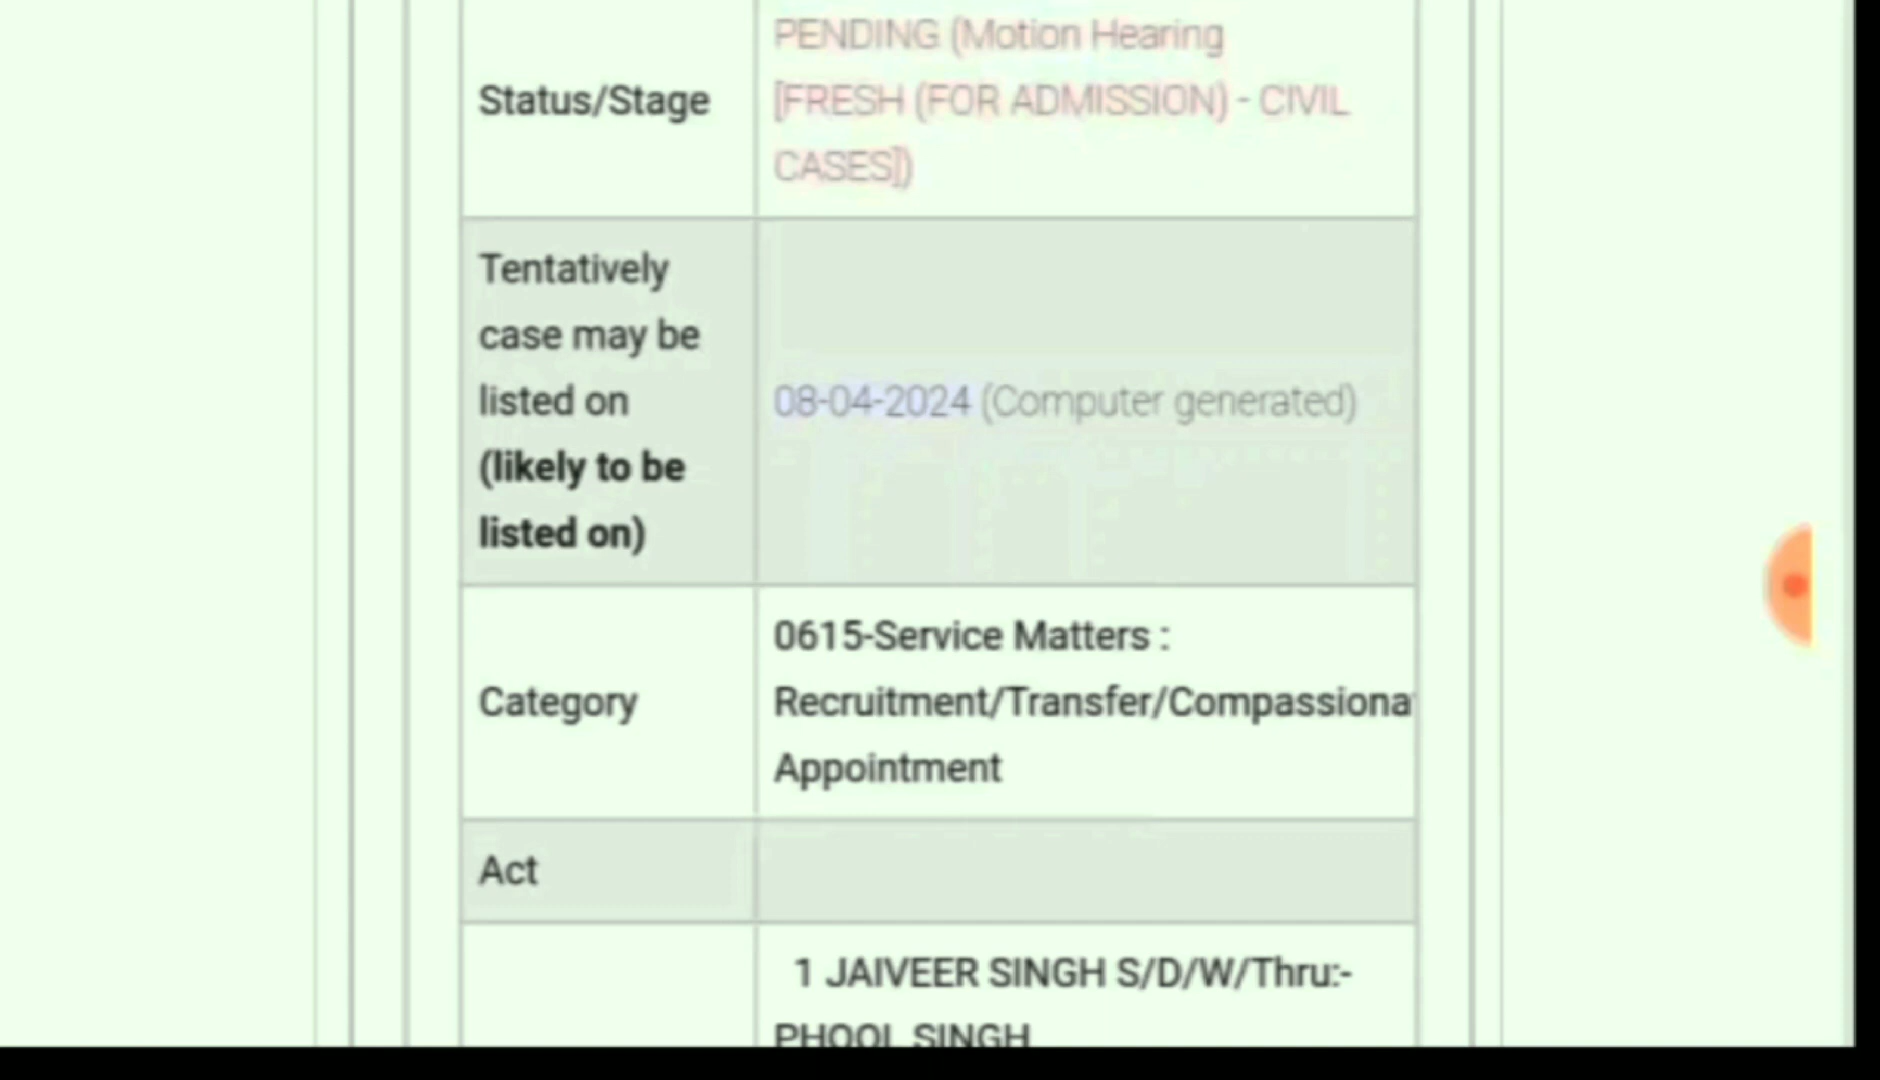 PENDING (Motion Hearing
[FRESH (FOR ADMISSION) - CIVIL
CASES])
Status/Stage
Tentatively
case may be
listed on
(likely to be
listed on)
08-04-2024 (Computer generated)
Category
0615-Service Matters :
Recruitment/Transfer/Compassiona
Appointment
Act
1 JAIVEER SINGH S/D/W/Thru:-
PHOOL SINGH